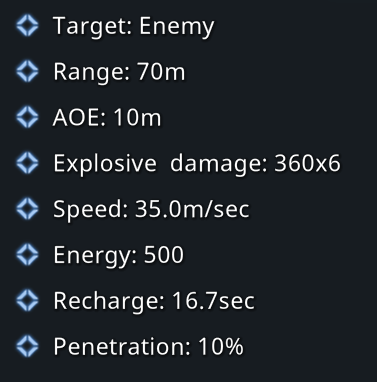 Target: Enemy
Range: 70m
AOE: 10m
Explosive  damage: 360x6
Speed: 35.0m/sec
Energy: 500
Recharge: 16.7sec
Penetration: 10%